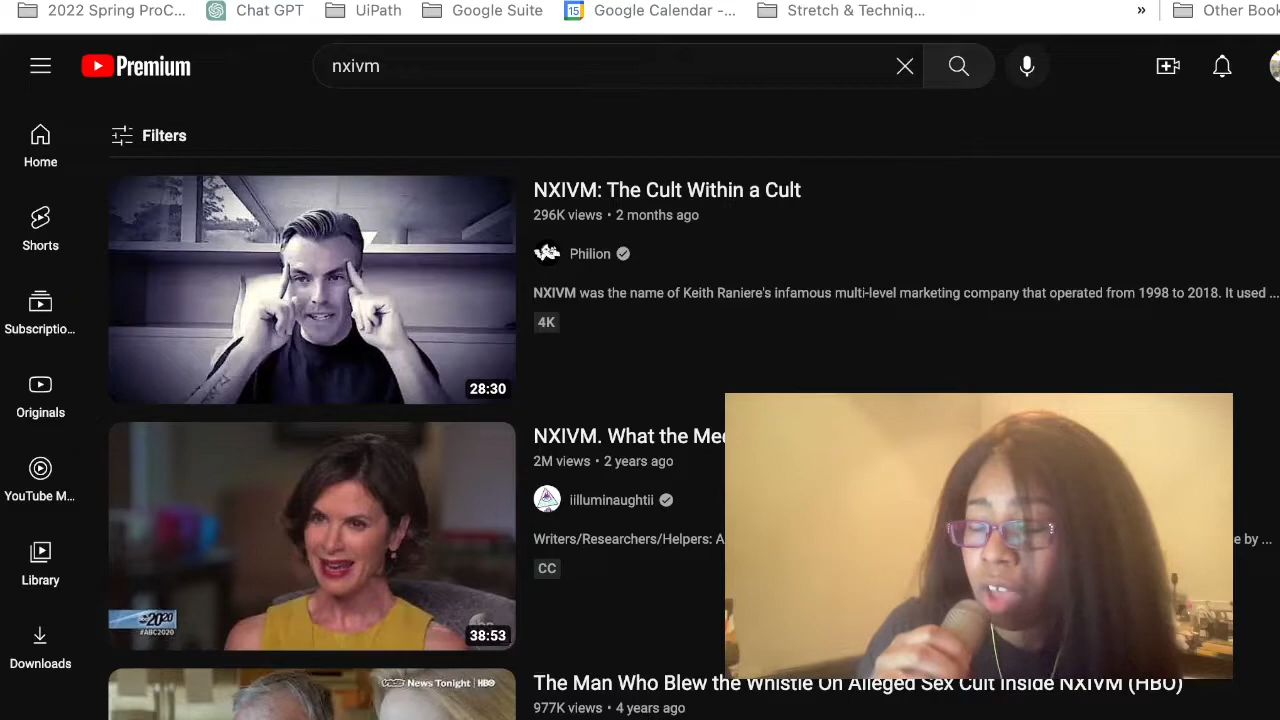 2022 Spring ProC...
Chat GPT
UiPath
Google Suite
15
Google Calendar -...
Stretch & Techniq...
»
Other Book
Premium
nxivm
Filters
Home
Shorts
Subscriptio...
Originals
YouTube M...
Library
Downloads
28:30
NXIVM: The Cult Within a Cult
296K views • 2 months ago
Philion
NXIVM was the name of Keith Raniere's infamous multi-level marketing company that operated from 1998 to 2018. It used ...
4K
abc 2020
#ABC2020
38:53
NXIVM. What the Me
2M views • 2 years ago
iilluminaughtii
Writers/Researchers/Helpers: A
e by ...
CC
News Tonight | HBO
The Man Who Blew the Whistle On Alleged Sex Cult Inside NXIVM (HBO)
977K views • 4 years ago